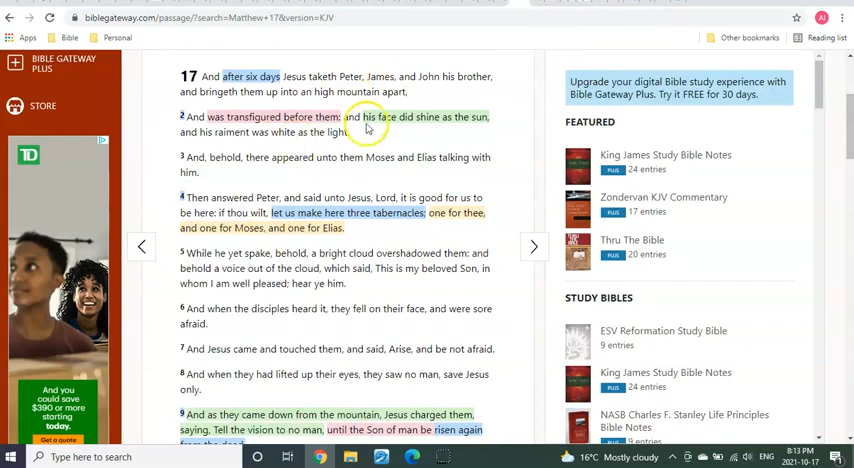 biblegateway.com/passage/?search=Matthew+17&version=KJV
AI
Apps Bible Personal Other bookmarks Reading list
BIBLE GATEWAY
PLUS
STORE
TD
And you
could save
$390 or more
starting
today.
Get a quote
17 And after six days Jesus taketh Peter, James, and John his brother,
and bringeth them up into an high mountain apart,
2 And was transfigured before them: and his face did shine as the sun,
and his raiment was white as the light.
3 And, behold, there appeared unto them Moses and Elias talking with
him.
4 Then answered Peter, and said unto Jesus, Lord, it is good for us to
be here: if thou wilt, let us make here three tabernacles; one for thee,
and one for Moses, and one for Elias.
5 While he yet spake, behold, a bright cloud overshadowed them: and
behold a voice out of the cloud, which said, This is my beloved Son, in
whom I am well pleased; hear ye him.
6 And when the disciples heard it, they fell on their face, and were sore
afraid.
7 And Jesus came and touched them, and said, Arise, and be not afraid.
8 And when they had lifted up their eyes, they saw no man, save Jesus
only.
9 And as they came down from the mountain, Jesus charged them,
saying, Tell the vision to no man, until the Son of man be risen again
from the dead.
Upgrade your digital Bible study experience with
Bible Gateway Plus. Try it FREE for 30 days.
FEATURED
King James Study Bible Notes
PLUS 24 entries
Zondervan KJV Commentary
PLUS 17 entries
Thru The Bible
PLUS 20 entries
STUDY BIBLES
ESV Reformation Study Bible
9 entries
King James Study Bible Notes
PLUS 24 entries
NASB Charles F. Stanley Life Principles
Bible Notes
PLUS 9 entries
Type here to search
16°C Mostly cloudy
ENG
8:13 PM
2021-10-17